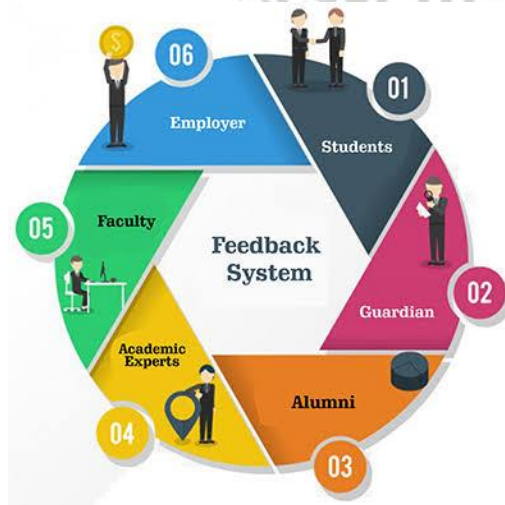 06
Employer
01
Students
05
Faculty
Feedback
System
02
Guardian
Academic
Experts
04
Alumni
03
$